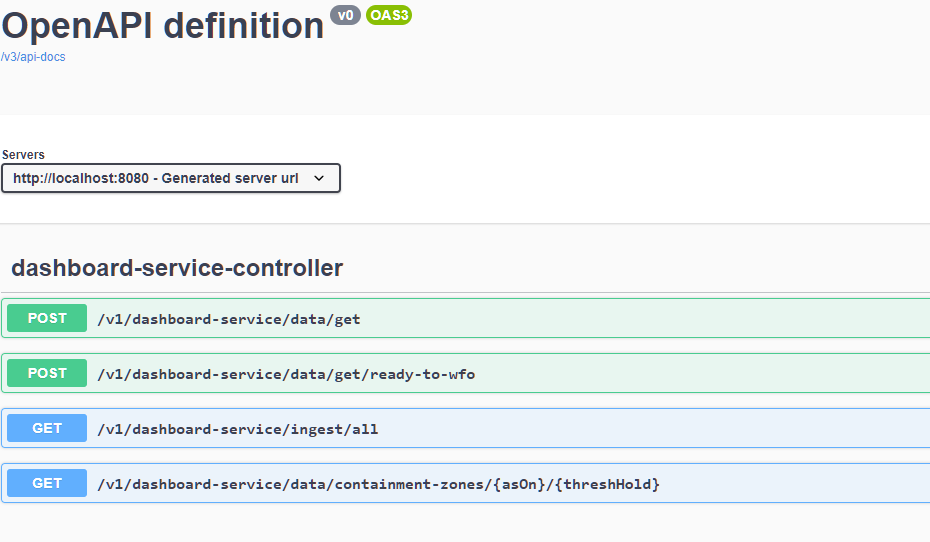 OpenAPI definition v0 OAS3
/v3/api-docs
Servers
http://localhost:8080 - Generated server url
dashboard-service-controller
POST /v1/dashboard-service/data/get
POST /v1/dashboard-service/data/get/ready-to-wfo
GET /v1/dashboard-service/ingest/all
GET /v1/dashboard-service/data/containment-zones/{asOn}/{threshHold}